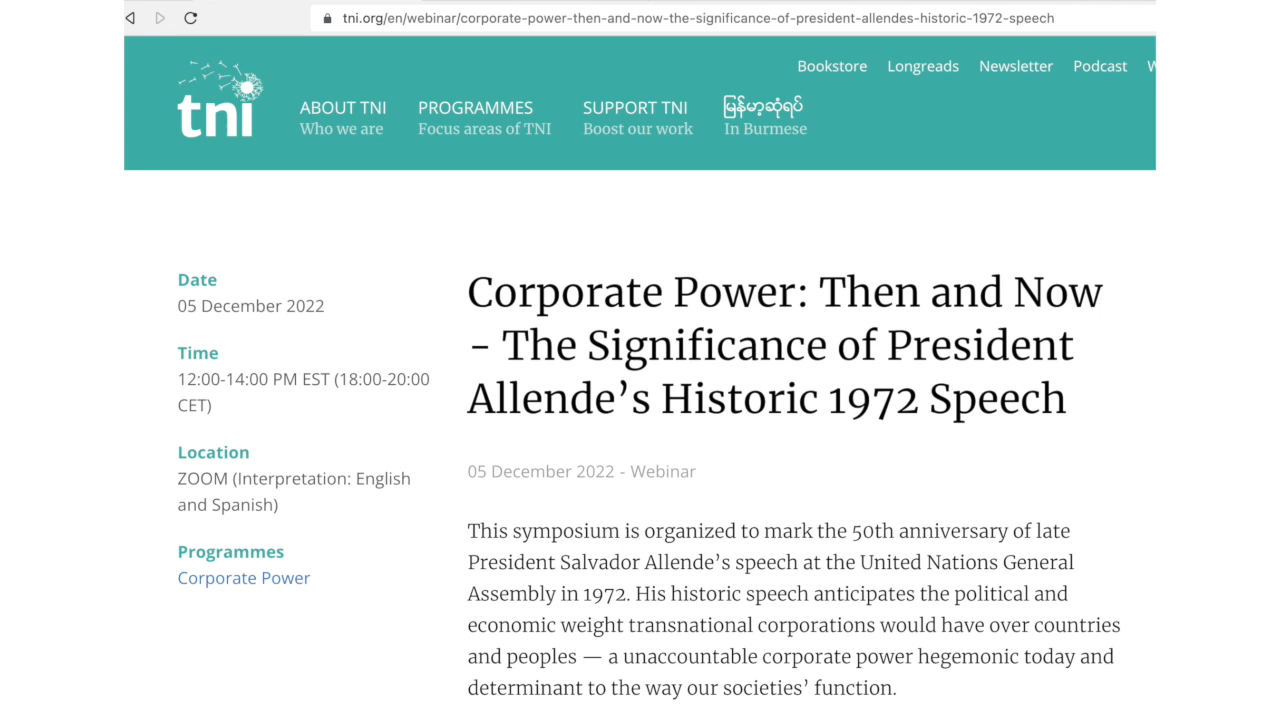 tni.org/en/webinar/corporate-power-then-and-now-the-significance-of-president-allendes-historic-1972-speech
Bookstore Longreads Newsletter Podcast W
tni
ABOUT TNI PROGRAMMES SUPPORT TNI မြန်မာ့ဆုံရပ်
Who we are Focus areas of TNI Boost our work In Burmese
Date
05 December 2022
Time
12:00-14:00 PM EST (18:00-20:00
CET)
Location
ZOOM (Interpretation: English
and Spanish)
Programmes
Corporate Power
Corporate Power: Then and Now
- The Significance of President
Allende’s Historic 1972 Speech
05 December 2022 - Webinar
This symposium is organized to mark the 50th anniversary of late
President Salvador Allende’s speech at the United Nations General
Assembly in 1972. His historic speech anticipates the political and
economic weight transnational corporations would have over countries
and peoples — a unaccountable corporate power hegemonic today and
determinant to the way our societies’ function.